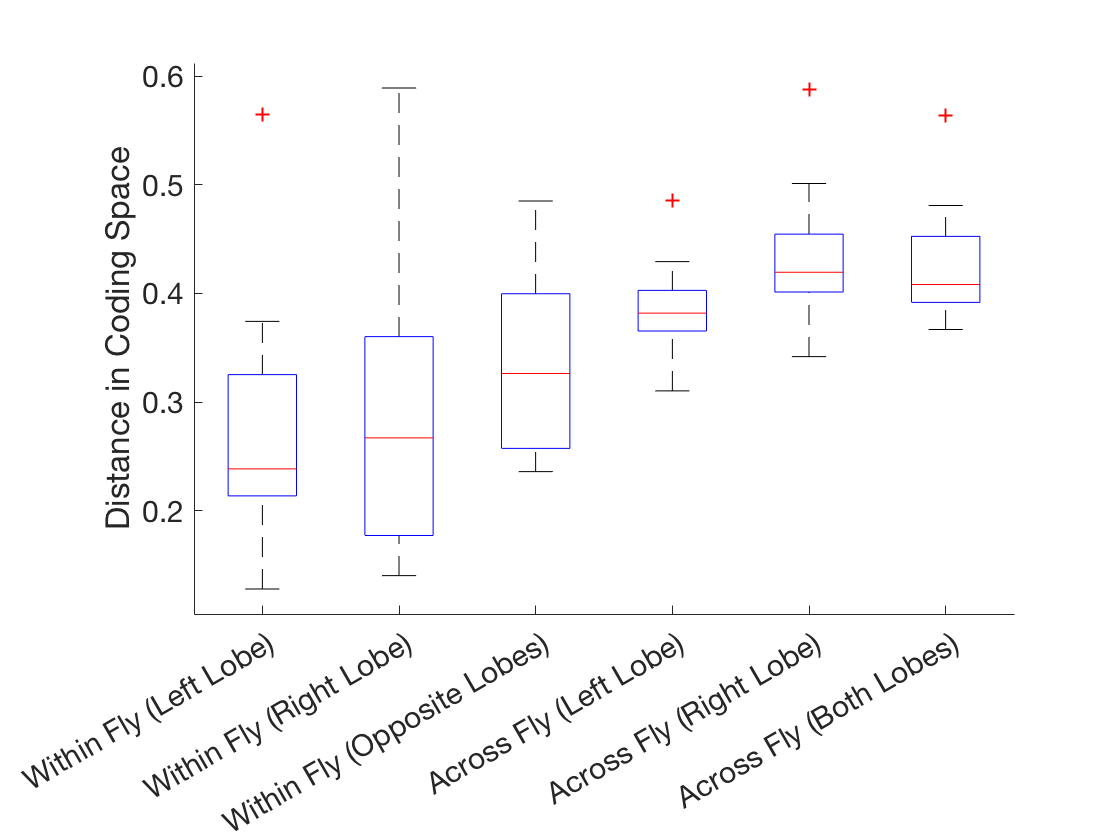 Distance in Coding Space
0.6
0.5
0.4
0.3
0.2
Within Fly (Left Lobe)
Within Fly (Right Lobe)
Within Fly (Opposite Lobes)
Across Fly (Left Lobe)
Across Fly (Right Lobe)
Across Fly (Both Lobes)